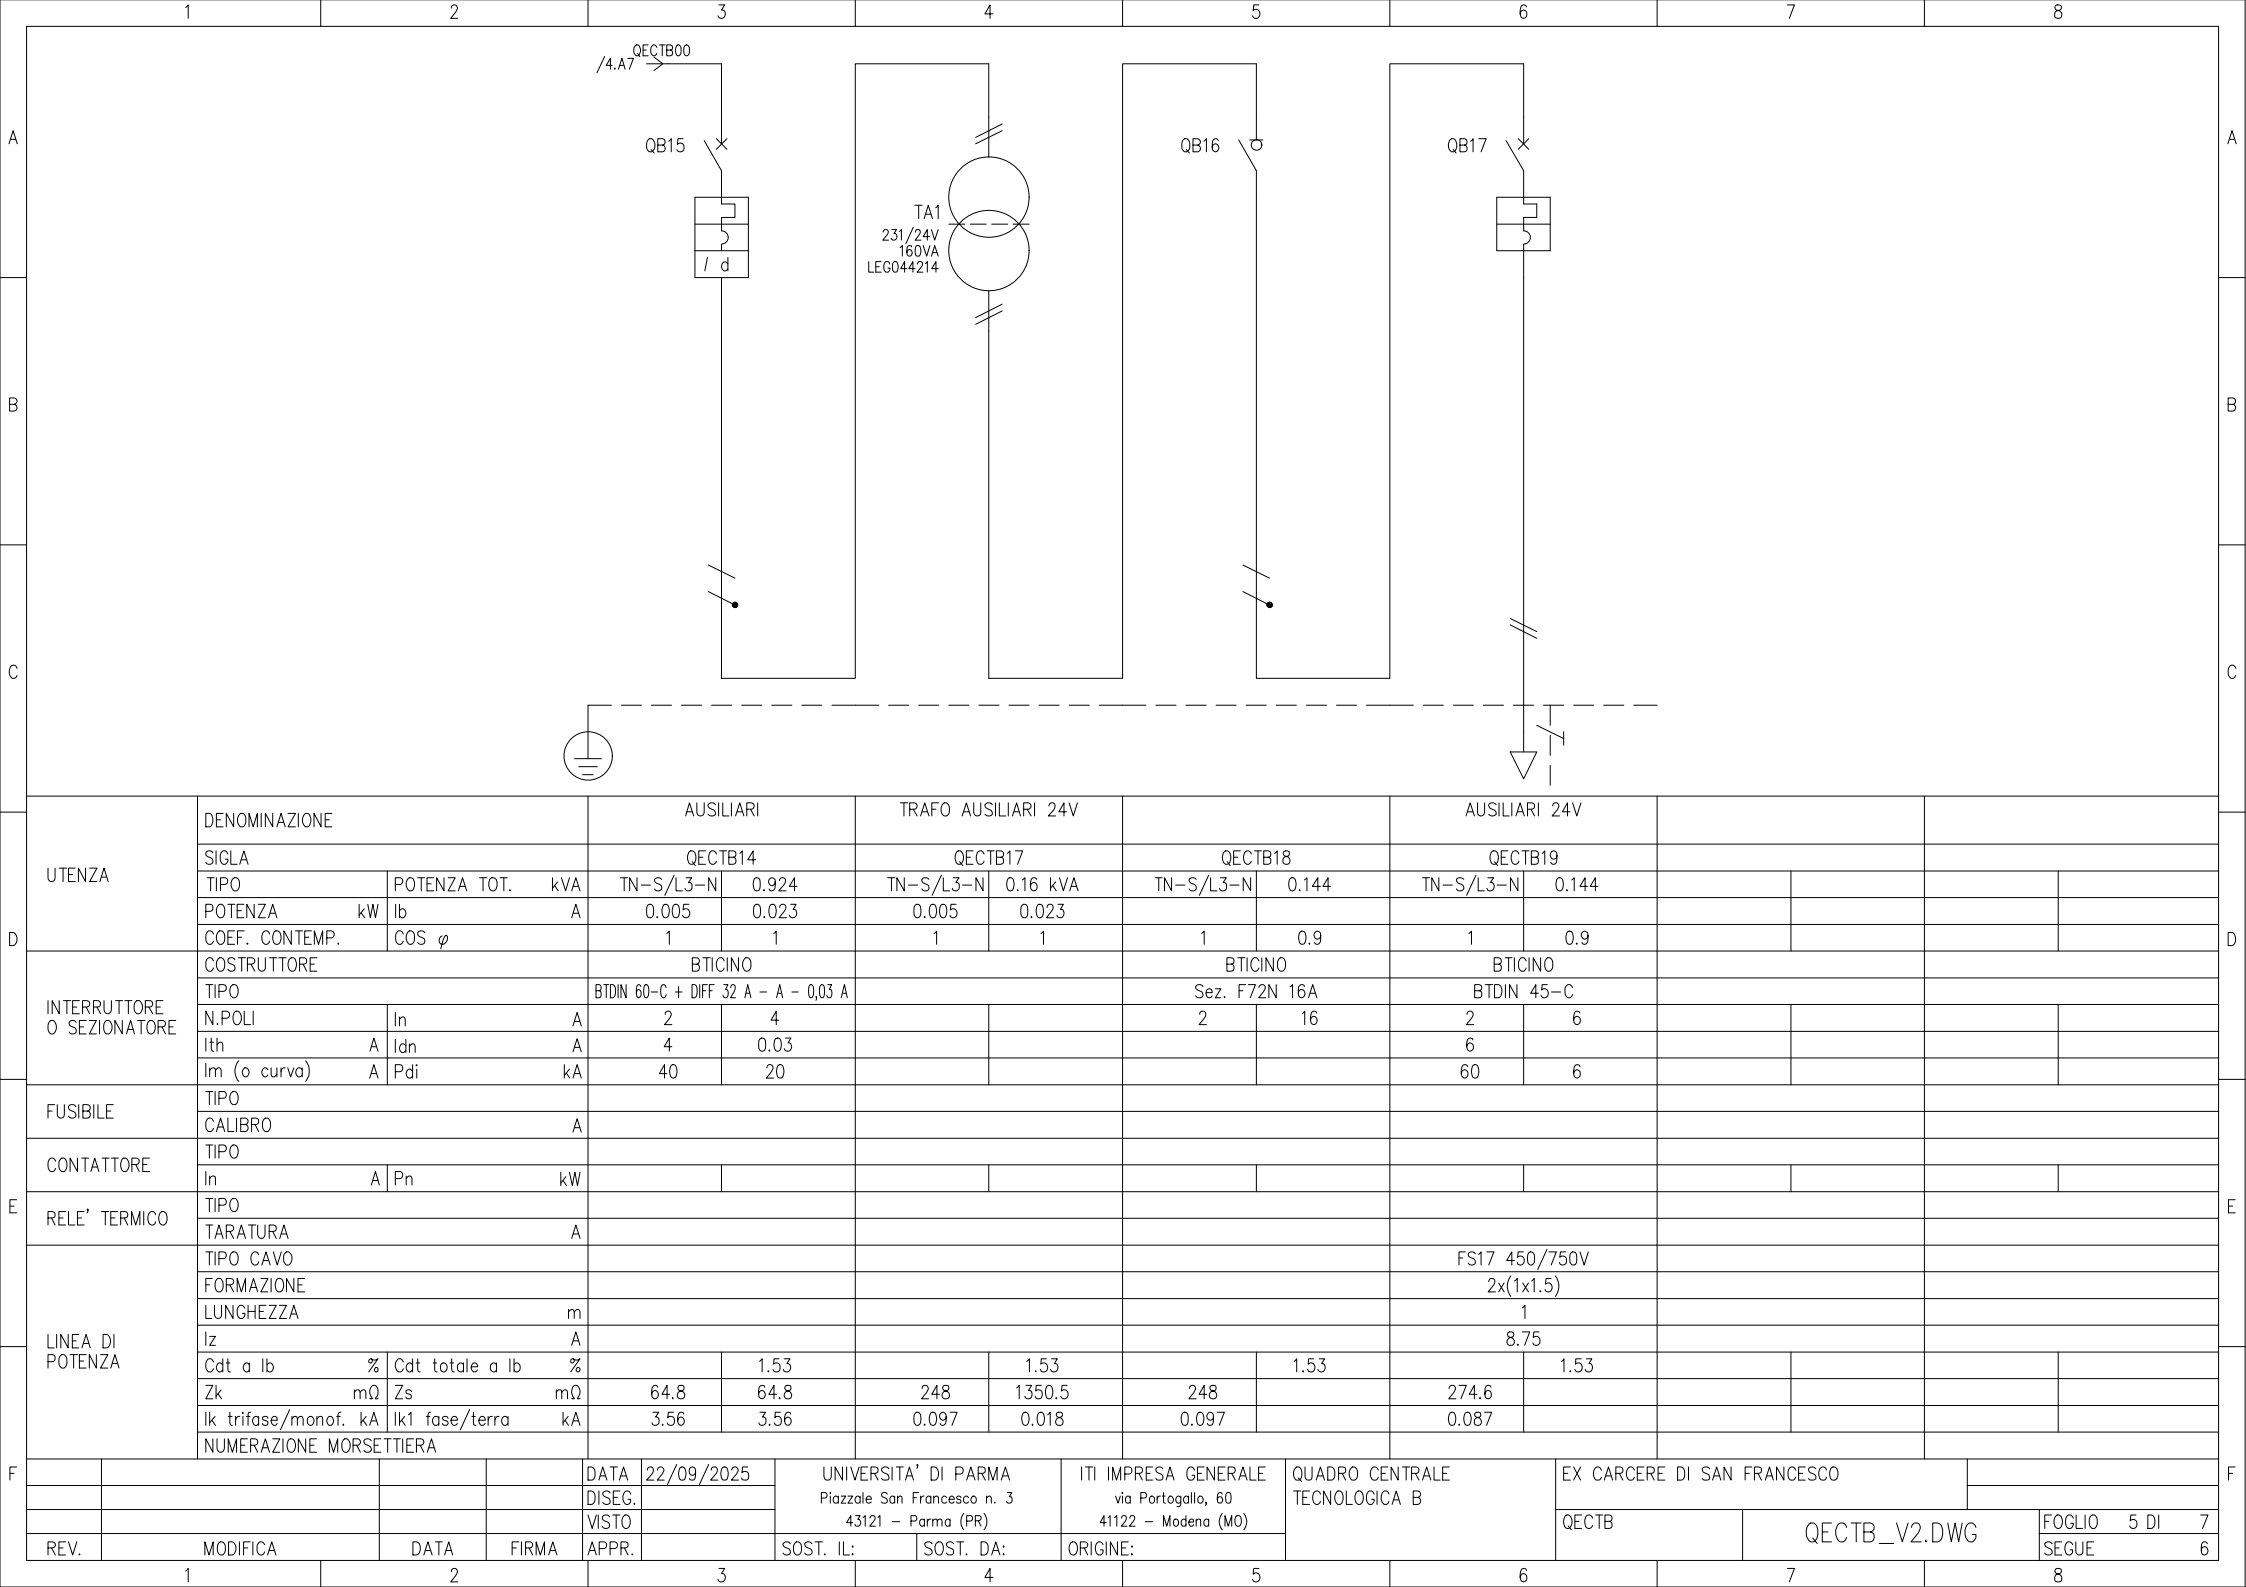 1 2 3 4 5 6 7 8
QECTB00
/4.A7
A A
QB15 QB16 QB17
TA1
231/24V
160VA
LEG044214
I d
B B
C C
UTENZA
DENOMINAZIONE AUSILIARI TRAFO AUSILIARI 24V AUSILIARI 24V
SIGLA QECTB14 QECTB17 QECTB18 QECTB19
TIPO POTENZA TOT. kVA TN-S/L3-N 0.924 TN-S/L3-N 0.16 kVA TN-S/L3-N 0.144 TN-S/L3-N 0.144
POTENZA kW Ib A 0.005 0.023 0.005 0.023
D COEF. CONTEMP. COS φ 1 1 1 1 1 0.9 1 0.9 D
INTERRUTTORE
O SEZIONATORE
COSTRUTTORE BTICINO BTICINO BTICINO
TIPO BTDIN 60-C + DIFF 32 A - A - 0,03 A Sez. F72N 16A BTDIN 45-C
N.POLI In A 2 4 2 16 2 6
Ith A Idn A 4 0.03 6
Im (o curva) A Pdi kA 40 20 60 6
FUSIBILE
TIPO
CALIBRO A
CONTATTORE
TIPO
In A Pn kW
E E
RELE' TERMICO
TIPO
TARATURA A
LINEA DI
POTENZA
TIPO CAVO FS17 450/750V
FORMAZIONE 2x(1x1.5)
LUNGHEZZA m 1
Iz A 8.75
Cdt a Ib % Cdt totale a Ib % 1.53 1.53 1.53 1.53
Zk mΩ Zs mΩ 64.8 64.8 248 1350.5 248 274.6
Ik trifase/monof. kA Ik1 fase/terra kA 3.56 3.56 0.097 0.018 0.097 0.087
NUMERAZIONE MORSETTIERA
F F
DATA 22/09/2025
DISEG.
VISTO
REV. MODIFICA DATA FIRMA APPR.
UNIVERSITA' DI PARMA
Piazzale San Francesco n. 3
43121 - Parma (PR)
SOST. IL: SOST. DA:
ITI IMPRESA GENERALE
via Portogallo, 60
41122 - Modena (MO)
ORIGINE:
QUADRO CENTRALE
TECNOLOGICA B
EX CARCERE DI SAN FRANCESCO
QECTB
QECTB_V2.DWG
FOGLIO 5 DI 7
SEGUE 6
1 2 3 4 5 6 7 8